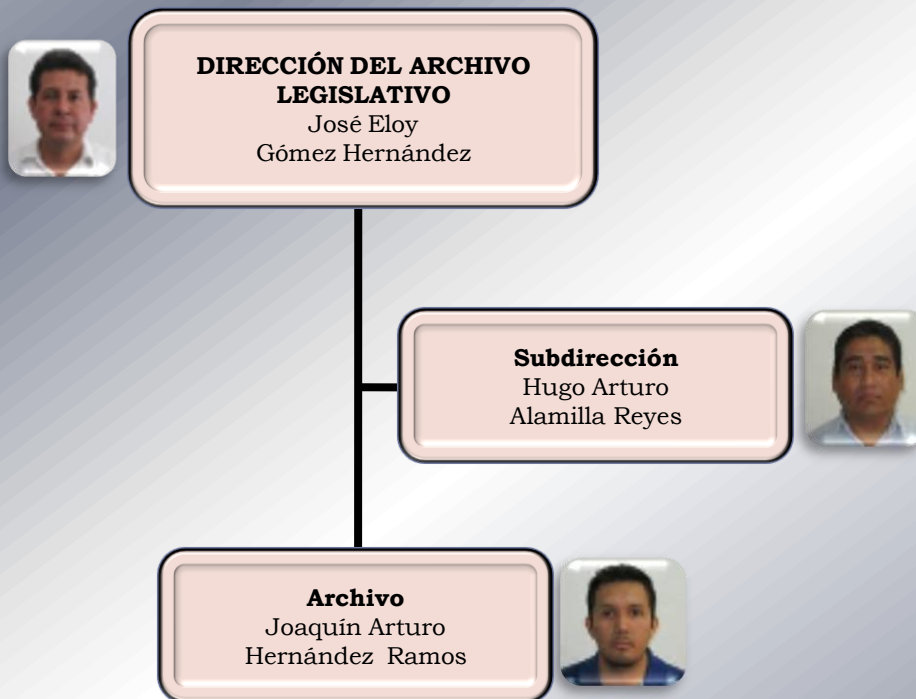 DIRECCIÓN DEL ARCHIVO
LEGISLATIVO
José Eloy
Gómez Hernández
Subdirección
Hugo Arturo
Alamilla Reyes
Archivo
Joaquín Arturo
Hernández Ramos